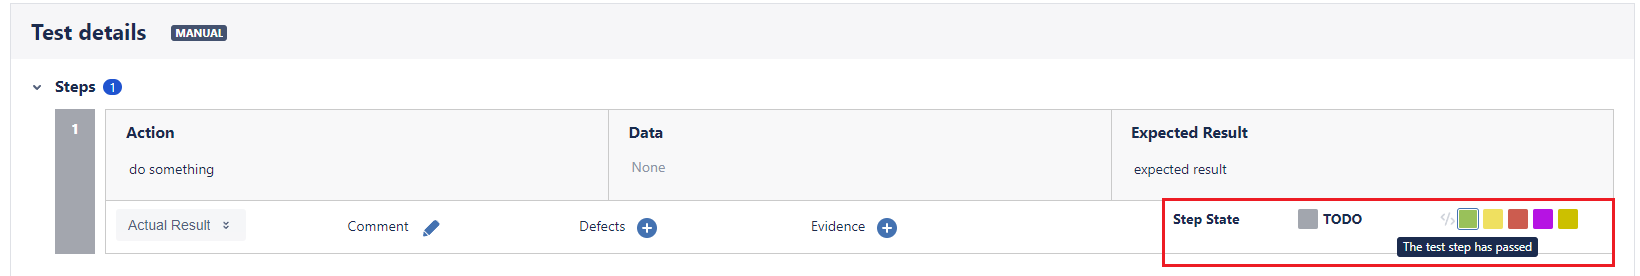 Test details MANUAL
Steps 1
1
Action Data Expected Result
do something None expected result
Actual Result Comment Defects Evidence Step State TODO </>
The test step has passed